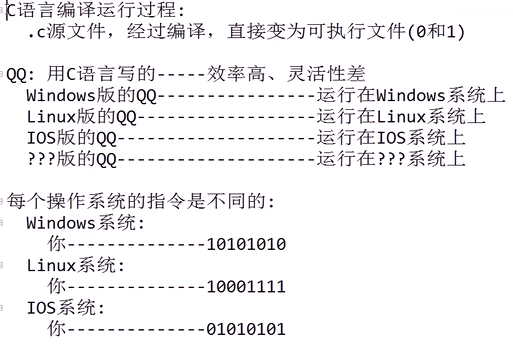 C语言编译运行过程:
.c源文件, 经过编译, 直接变为可执行文件(0和1)
QQ: 用C语言写的-----效率高、灵活性差
Windows版的QQ----------------运行在Windows系统上
Linux版的QQ------------------运行在Linux系统上
IOS版的QQ--------------------运行在IOS系统上
???版的QQ--------------------运行在???系统上
每个操作系统的指令是不同的:
Windows系统:
你--------------10101010
Linux系统:
你--------------10001111
IOS系统:
你--------------01010101